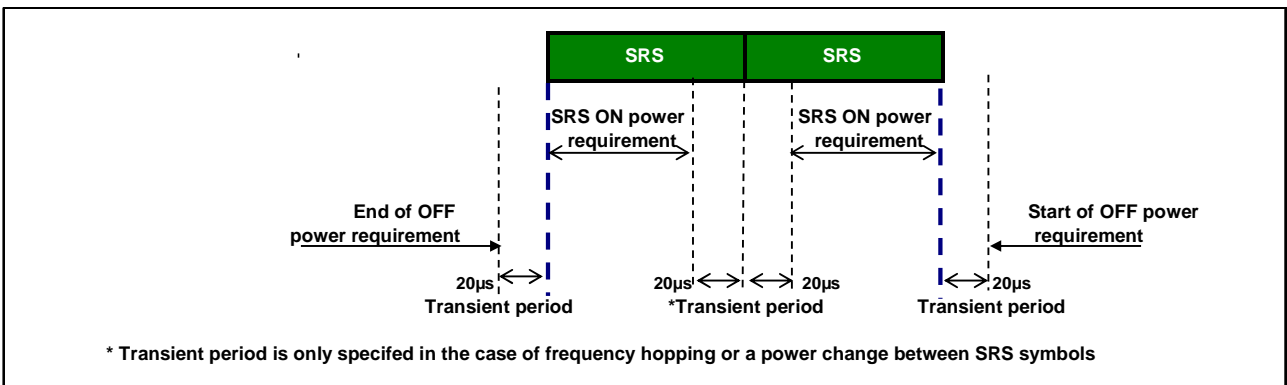 SRS SRS
SRS ON power
requirement
SRS ON power
requirement
End of OFF
power requirement
Start of OFF power
requirement
20µs
Transient period
20µs 20µs
*Transient period
20µs
Transient period
* Transient period is only specifed in the case of frequency hopping or a power change between SRS symbols